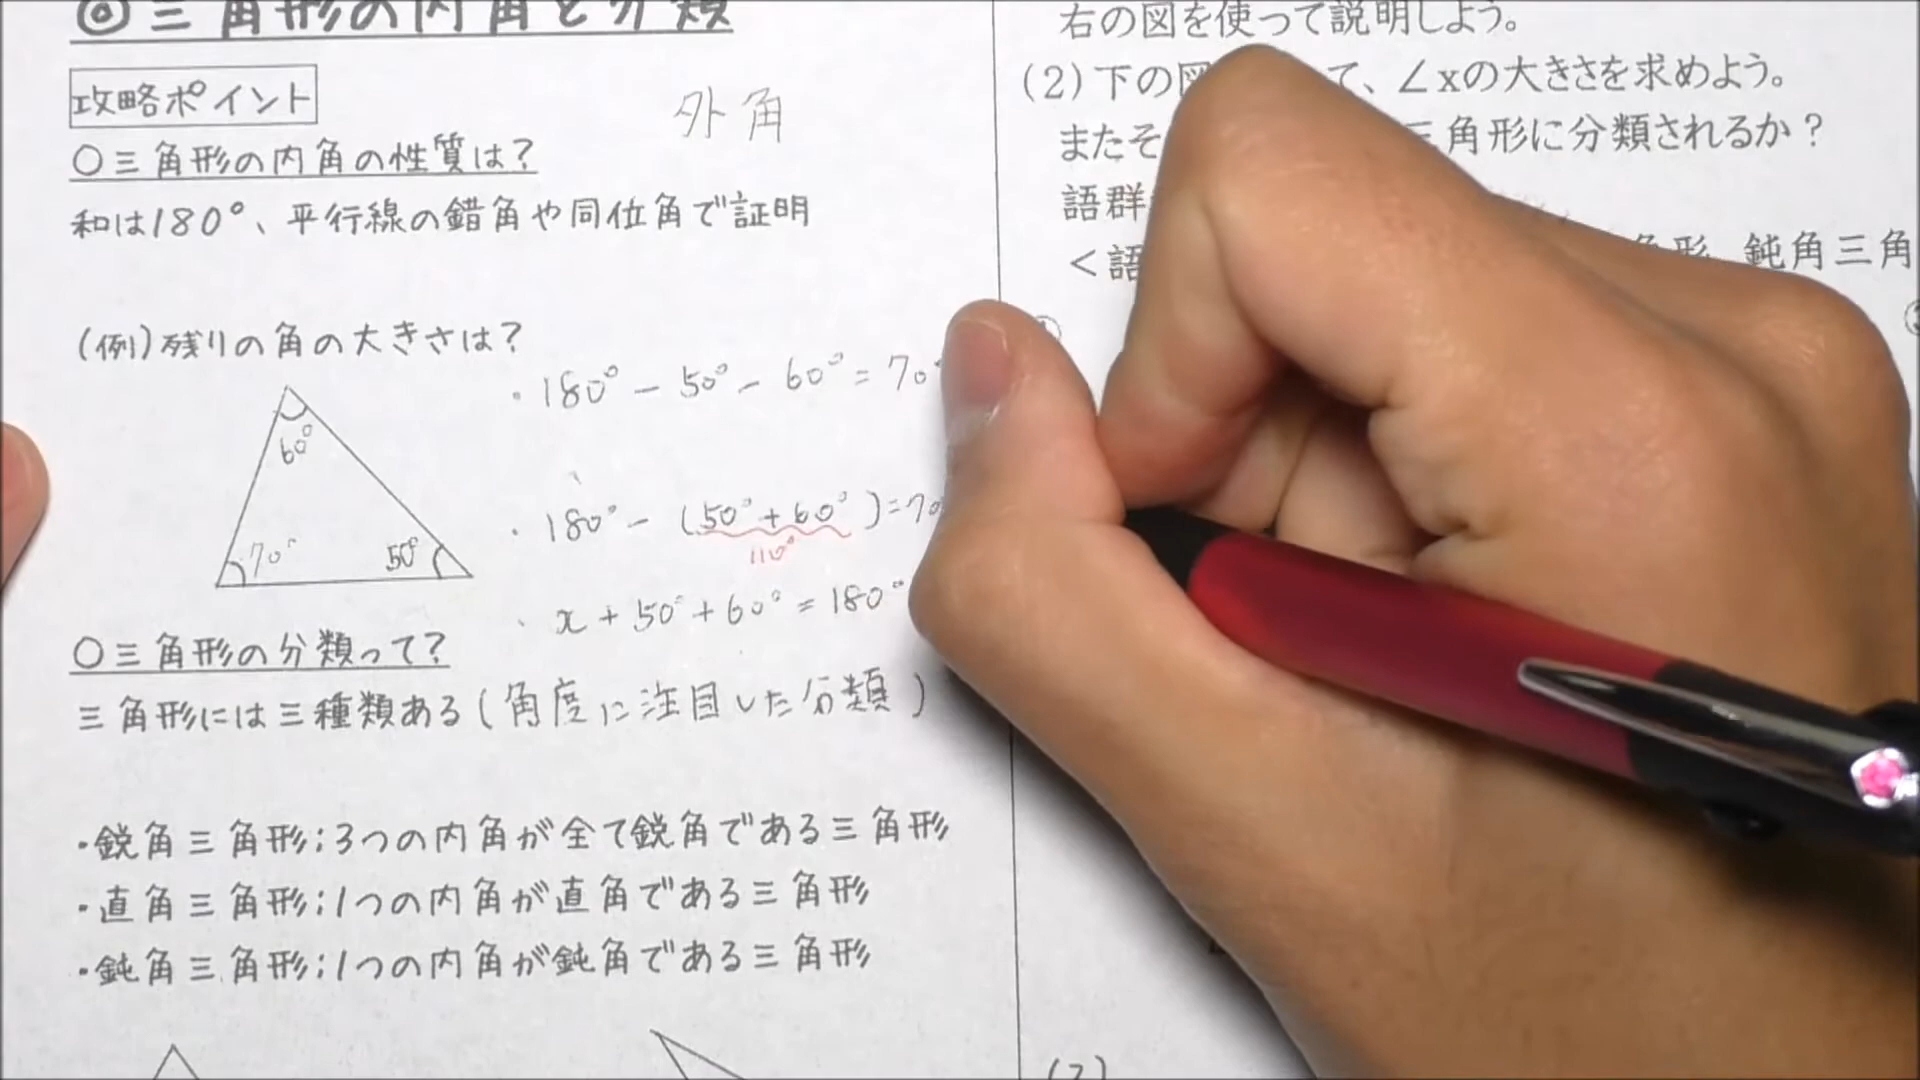 ◎三角形の内角と分類
攻略ポイント
外角
○三角形の内角の性質は?
和は180°、平行線の錯角や同位角で証明
(例)残りの角の大きさは?
60°
70°
50°
・180° - 50° - 60° = 70°
・180° - (50° + 60°) = 70
110°
・x + 50° + 60° = 180°
○三角形の分類って?
三角形には三種類ある(角度に注目した分類)
・鋭角三角形:3つの内角が全て鋭角である三角形
・直角三角形:1つの内角が直角である三角形
・鈍角三角形:1つの内角が鈍角である三角形
右の図を使って説明しよう。
(2)下の図 て、∠xの大きさを求めよう。
またそ 三角形に分類されるか?
語群
<語 角形、鈍角三角